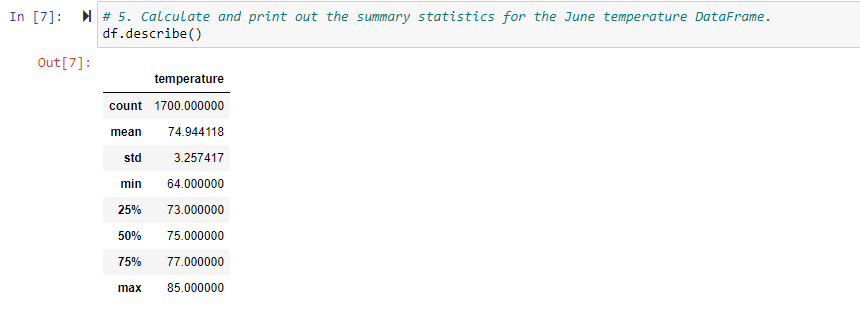 In [7]: # 5. Calculate and print out the summary statistics for the June temperature DataFrame.
df.describe()
Out[7]:
temperature
count 1700.000000
mean 74.944118
std 3.257417
min 64.000000
25% 73.000000
50% 75.000000
75% 77.000000
max 85.000000